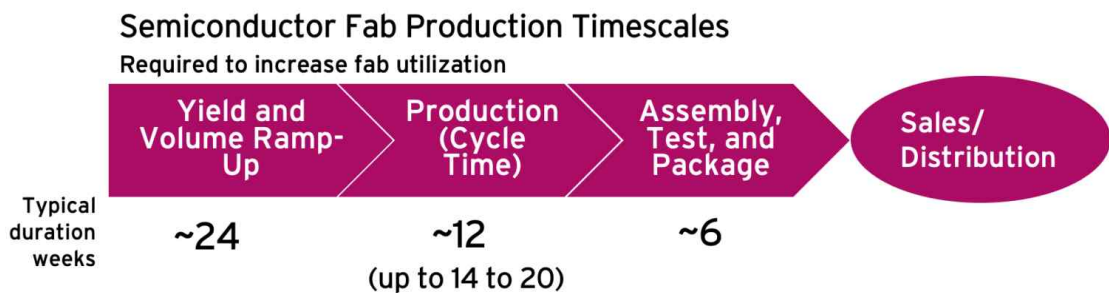 Semiconductor Fab Production Timescales
Required to increase fab utilization
Yield and
Volume Ramp-
Up
Production
(Cycle
Time)
Assembly,
Test, and
Package
Sales/
Distribution
Typical
duration
weeks
~24
~12
(up to 14 to 20)
~6